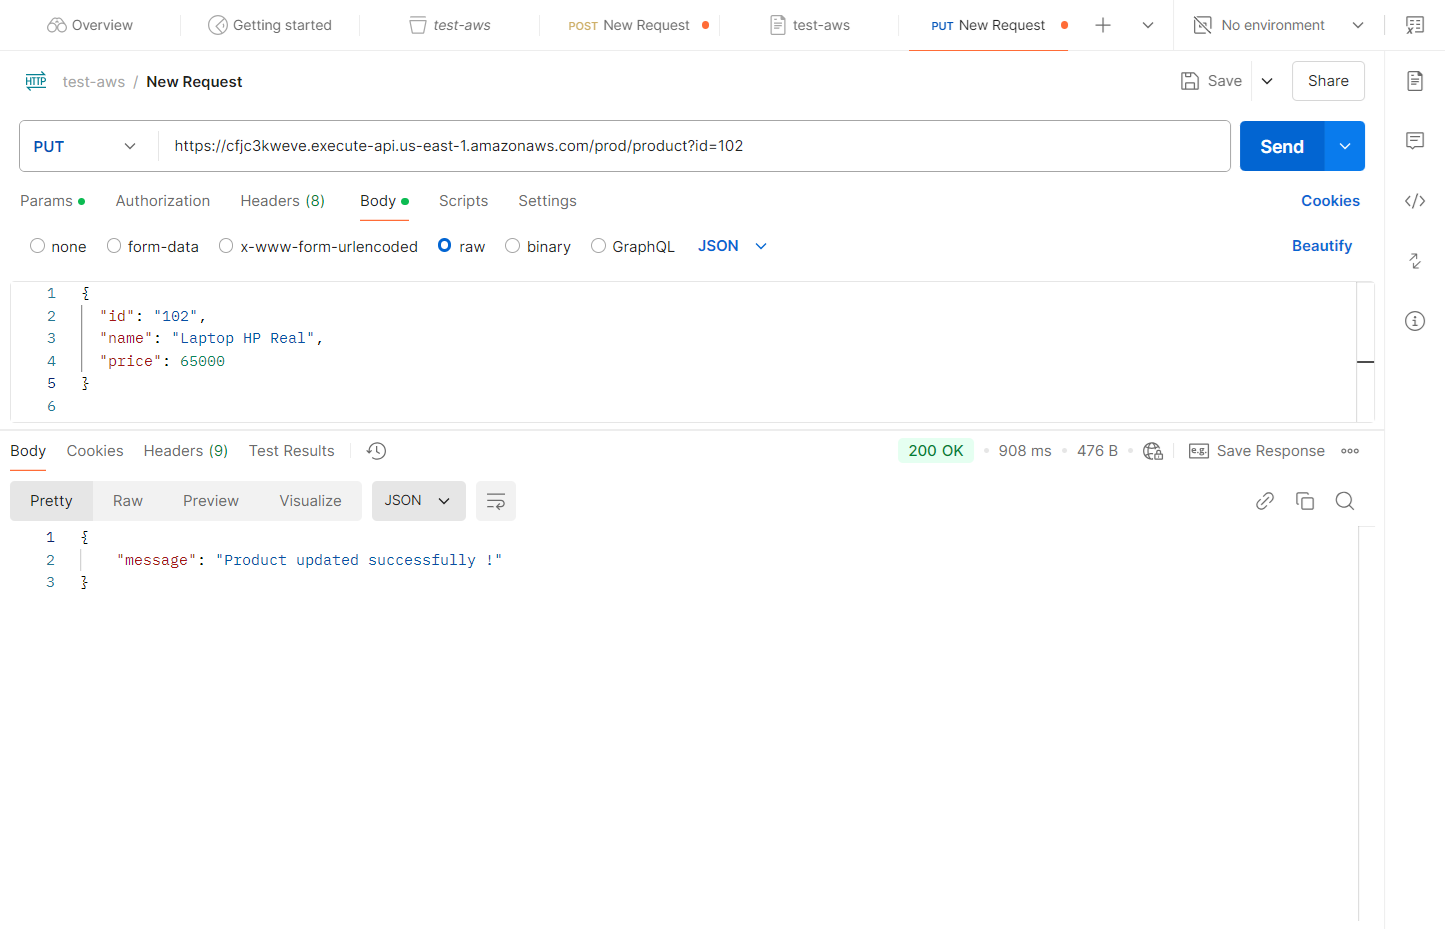 Overview Getting started test-aws POST New Request test-aws PUT New Request No environment
HTTP test-aws / New Request Save Share
PUT https://cfjc3kweve.execute-api.us-east-1.amazonaws.com/prod/product?id=102 Send
Params Authorization Headers (8) Body Scripts Settings Cookies
none form-data x-www-form-urlencoded raw binary GraphQL JSON Beautify
1 {
2 "id": "102",
3 "name": "Laptop HP Real",
4 "price": 65000
5 }
6
Body Cookies Headers (9) Test Results 200 OK 908 ms 476 B e.g. Save Response
Pretty Raw Preview Visualize JSON
1 {
2 "message": "Product updated successfully !"
3 }